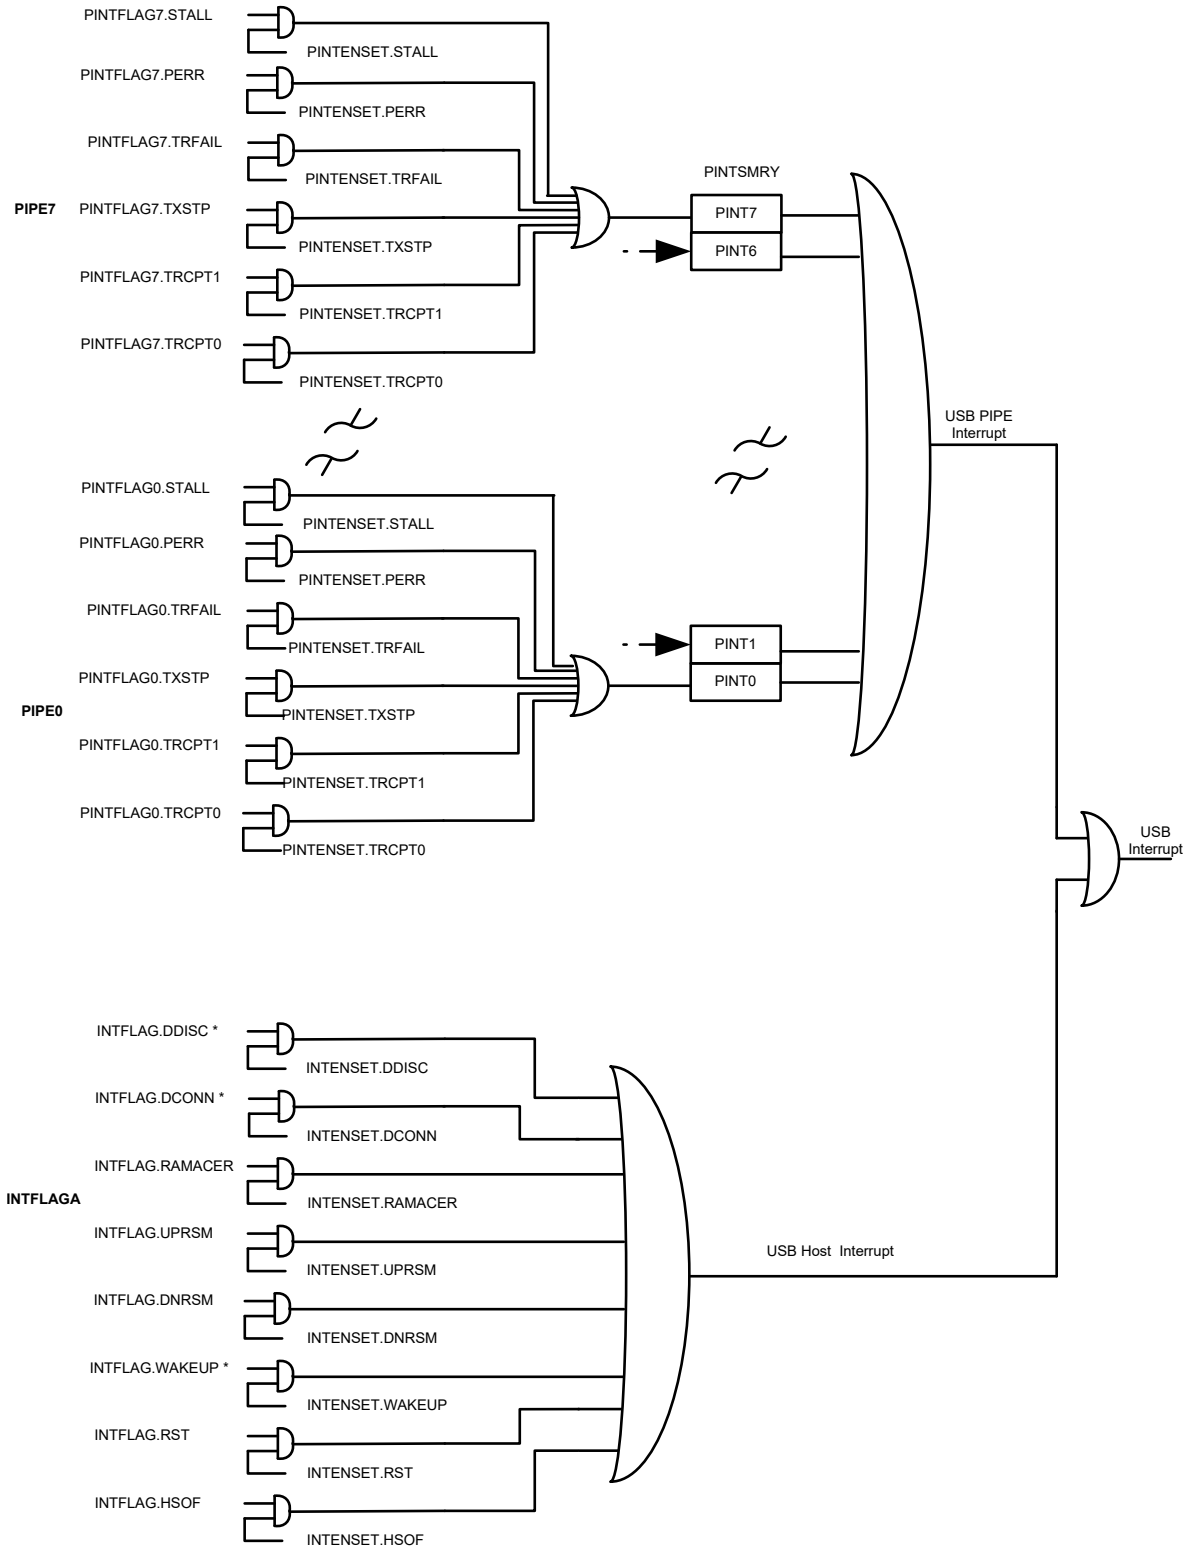 PINTFLAG7.STALL
PINTENSET.STALL
PINTFLAG7.PERR
PINTENSET.PERR
PINTFLAG7.TRFAIL
PINTENSET.TRFAIL
PINTSMRY
PIPE7
PINTFLAG7.TXSTP
PINT7
PINTENSET.TXSTP
PINT6
PINTFLAG7.TRCPT1
PINTENSET.TRCPT1
PINTFLAG7.TRCPT0
PINTENSET.TRCPT0
USB PIPE
Interrupt
PINTFLAG0.STALL
PINTENSET.STALL
PINTFLAG0.PERR
PINTENSET.PERR
PINTFLAG0.TRFAIL
PINTENSET.TRFAIL
PINT1
PINTFLAG0.TXSTP
PINT0
PIPE0
PINTENSET.TXSTP
PINTFLAG0.TRCPT1
PINTENSET.TRCPT1
PINTFLAG0.TRCPT0
PINTENSET.TRCPT0
USB
Interrupt
INTFLAG.DDISC *
INTENSET.DDISC
INTFLAG.DCONN *
INTENSET.DCONN
INTFLAG.RAMACER
INTFLAGA
INTENSET.RAMACER
INTFLAG.UPRSM
USB Host Interrupt
INTENSET.UPRSM
INTFLAG.DNRSM
INTENSET.DNRSM
INTFLAG.WAKEUP *
INTENSET.WAKEUP
INTFLAG.RST
INTENSET.RST
INTFLAG.HSOF
INTENSET.HSOF